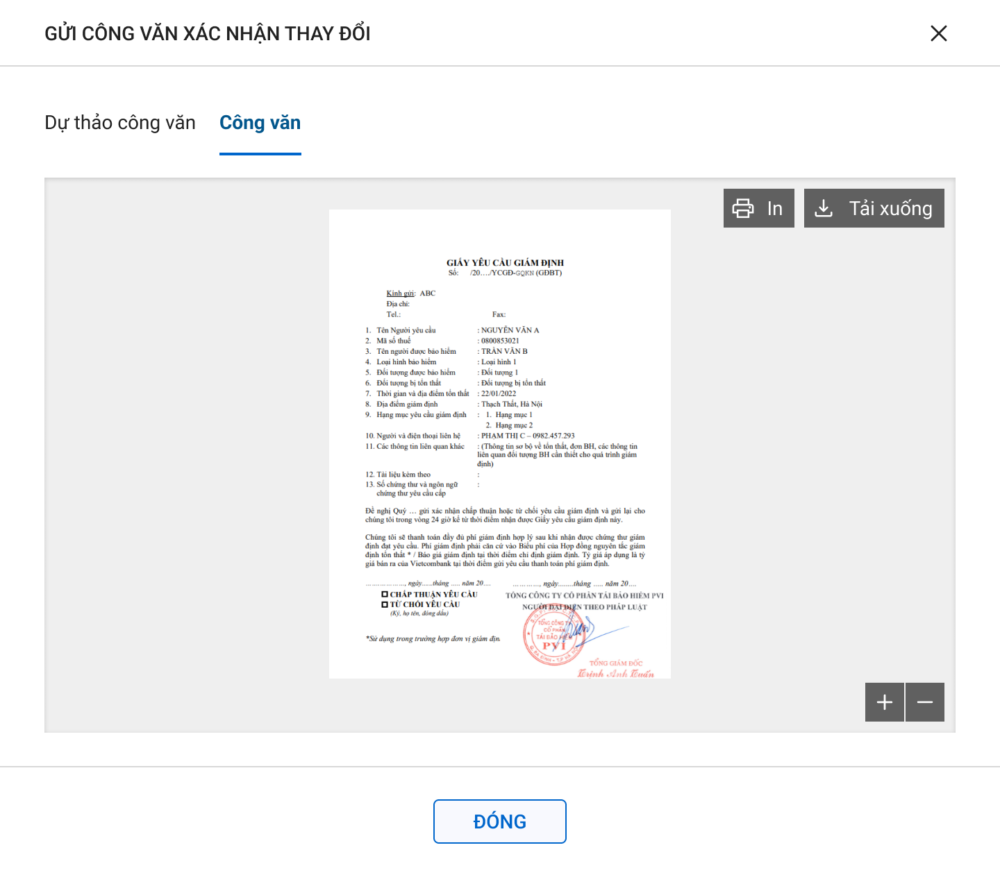 GỬI CÔNG VĂN XÁC NHẬN THAY ĐỔI
Dự thảo công văn
Công văn
In
Tải xuống
GIẤY YÊU CẦU GIÁM ĐỊNH
Số: /20..../YCGĐ-GQKN (GĐBT)
Kính gửi: ABC
Địa chỉ:
Tel.: Fax:
1. Tên Người yêu cầu : NGUYỄN VĂN A
2. Mã số thuế : 0800853021
3. Tên người được bảo hiểm : TRẦN VĂN B
4. Loại hình bảo hiểm : Loại hình 1
5. Đối tượng được bảo hiểm : Đối tượng 1
6. Đối tượng bị tổn thất : Đối tượng bị tổn thất
7. Thời gian và địa điểm tổn thất : 22/01/2022
8. Địa điểm giám định : Thạch Thất, Hà Nội
9. Hạng mục yêu cầu giám định : 1. Hạng mục 1
2. Hạng mục 2
10. Người và điện thoại liên hệ : PHẠM THỊ C – 0982.457.293
11. Các thông tin liên quan khác : (Thông tin sơ bộ về tổn thất, đơn BH, các thông tin
liên quan đối tượng BH cần thiết cho quá trình giám
định)
12. Tài liệu kèm theo :
13. Số chứng thư và ngôn ngữ :
chứng thư yêu cầu cấp
Đề nghị Quý … gửi xác nhận chấp thuận hoặc từ chối yêu cầu giám định và gửi lại cho
chúng tôi trong vòng 24 giờ kể từ thời điểm nhận được Giấy yêu cầu giám định này.
Chúng tôi sẽ thanh toán đầy đủ phí giám định hợp lý sau khi nhận được chứng thư giám
định đạt yêu cầu. Phí giám định phải căn cứ vào Biểu phí của Hợp đồng nguyên tắc giám
định tổn thất * / Báo giá giám định tại thời điểm chỉ định giám định. Tỷ giá áp dụng là tỷ
giá bán ra của Vietcombank tại thời điểm gửi yêu cầu thanh toán phí giám định.
..................., ngày......tháng ..... năm 20....
…………, ngày........tháng ..... năm 20....
CHẤP THUẬN YÊU CẦU
TỪ CHỐI YÊU CẦU
(Ký, họ tên, đóng dấu)
TỔNG CÔNG TY CỔ PHẦN TÁI BẢO HIỂM PVI
NGƯỜI ĐẠI DIỆN THEO PHÁP LUẬT
*Sử dụng trong trường hợp đơn vị giám định
TỔNG CÔNG TY
CỔ PHẦN
TÁI BẢO HIỂM
PVI
Q. BA ĐÌNH - T.P HÀ NỘI
TỔNG GIÁM ĐỐC
Trịnh Anh Tuấn
ĐÓNG